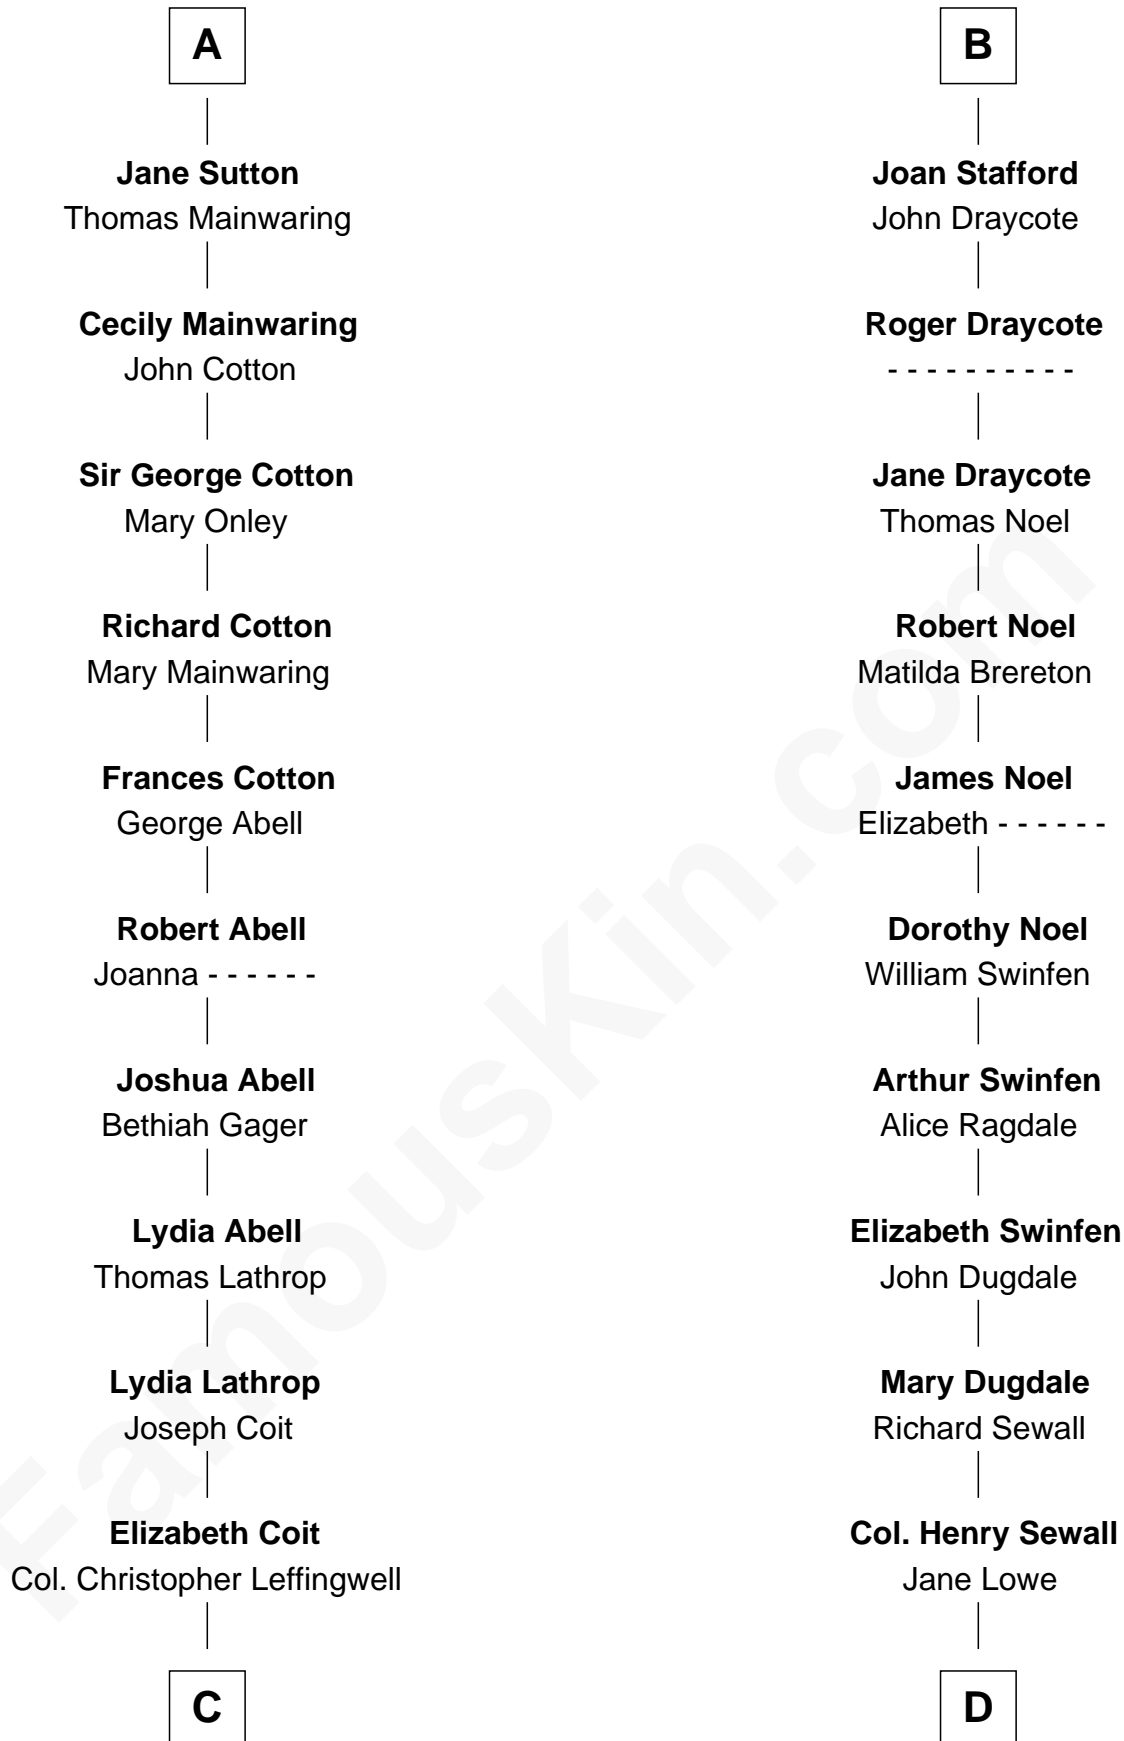 A
Jane Sutton
Thomas Mainwaring
Cecily Mainwaring
John Cotton
Sir George Cotton
Mary Onley
Richard Cotton
Mary Mainwaring
Frances Cotton
George Abell
Robert Abell
Joanna - - - - - -
Joshua Abell
Bethiah Gager
Lydia Abell
Thomas Lathrop
Lydia Lathrop
Joseph Coit
Elizabeth Coit
Col. Christopher Leffingwell
C
B
Joan Stafford
John Draycote
Roger Draycote
- - - - - - - - - -
Jane Draycote
Thomas Noel
Robert Noel
Matilda Brereton
James Noel
Elizabeth - - - - - -
Dorothy Noel
William Swinfen
Arthur Swinfen
Alice Ragdale
Elizabeth Swinfen
John Dugdale
Mary Dugdale
Richard Sewall
Col. Henry Sewall
Jane Lowe
D
FamousKin.com